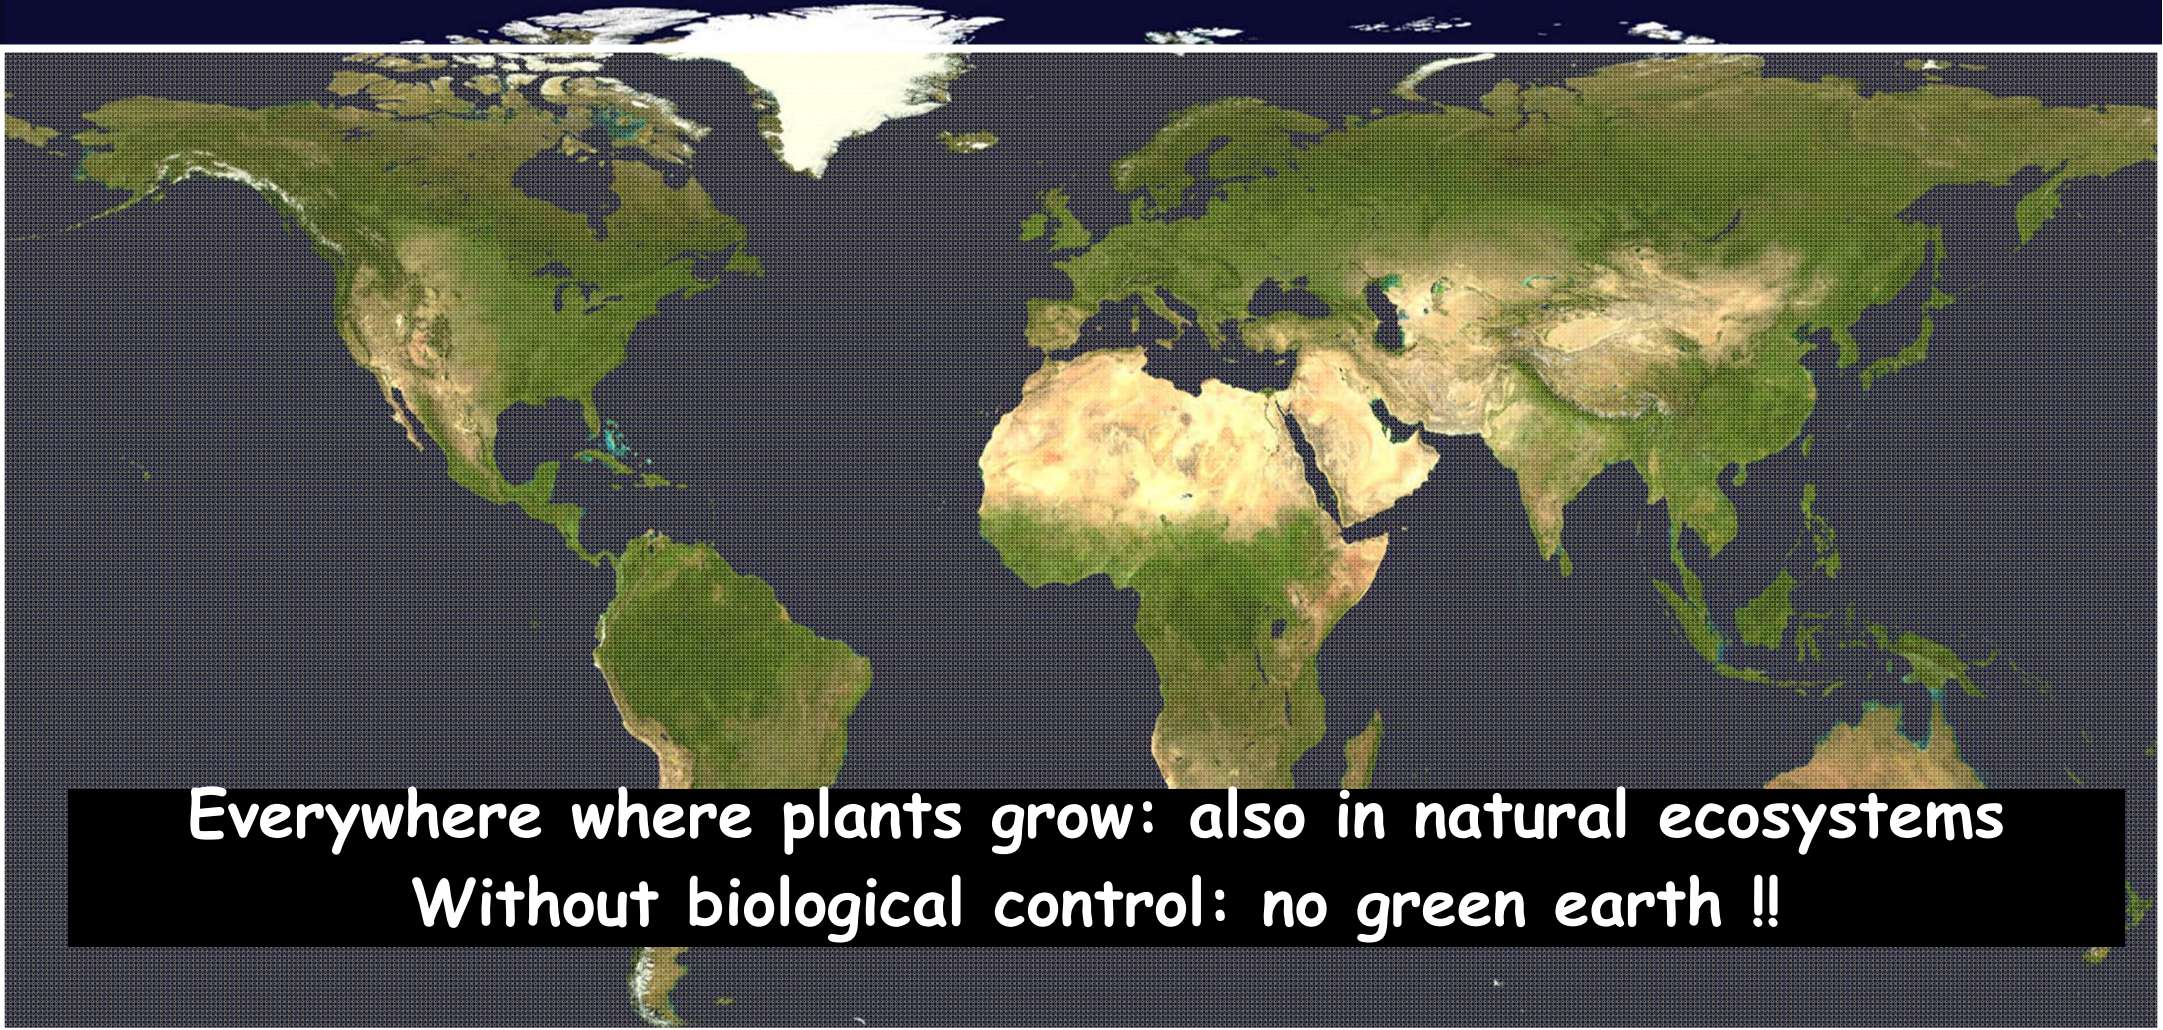 Everywhere where plants grow: also in natural ecosystems
Without biological control: no green earth !!